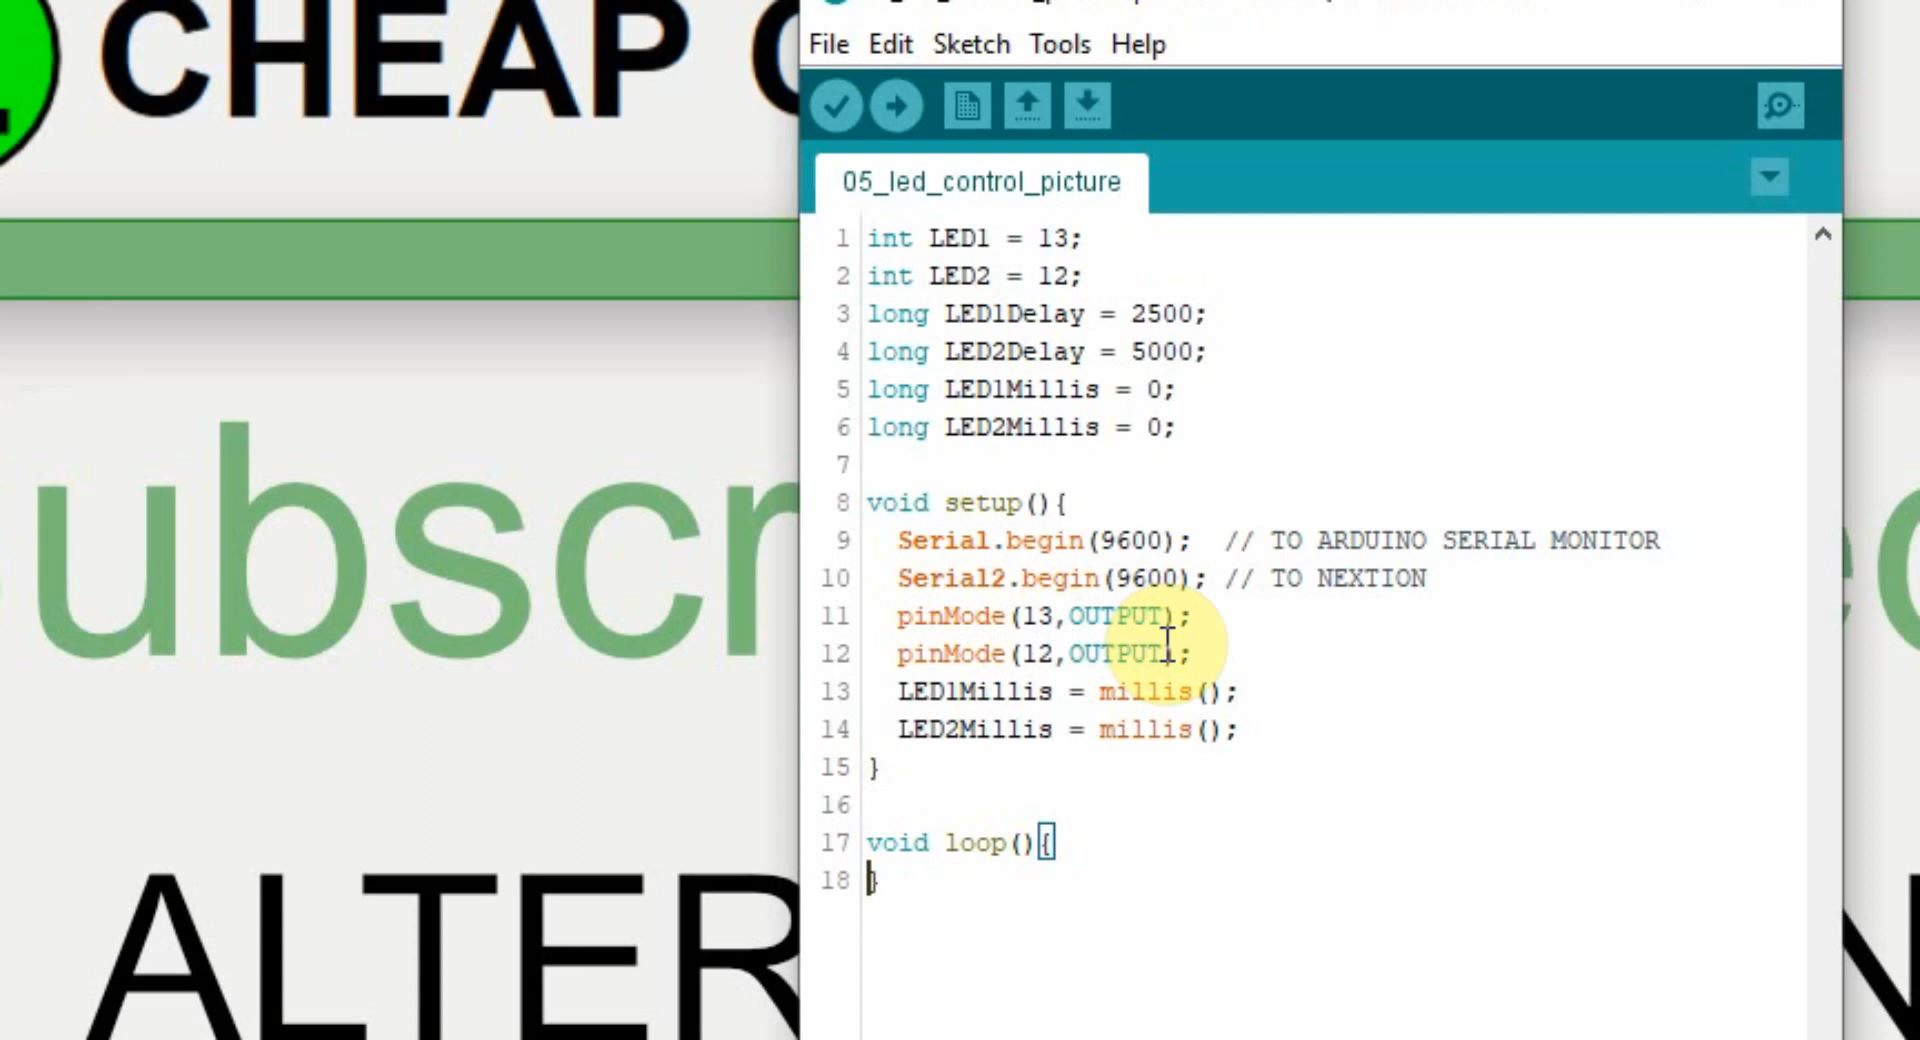 CHEAP
File Edit Sketch Tools Help
05_led_control_picture
1 int LED1 = 13;
2 int LED2 = 12;
3 long LED1Delay = 2500;
4 long LED2Delay = 5000;
5 long LED1Millis = 0;
6 long LED2Millis = 0;
7
8 void setup(){
9 Serial.begin(9600); // TO ARDUINO SERIAL MONITOR
10 Serial2.begin(9600); // TO NEXTION
11 pinMode(13,OUTPUT);
12 pinMode(12,OUTPUT);
13 LED1Millis = millis();
14 LED2Millis = millis();
15 }
16
17 void loop(){
18 }
ubscr
ALTER